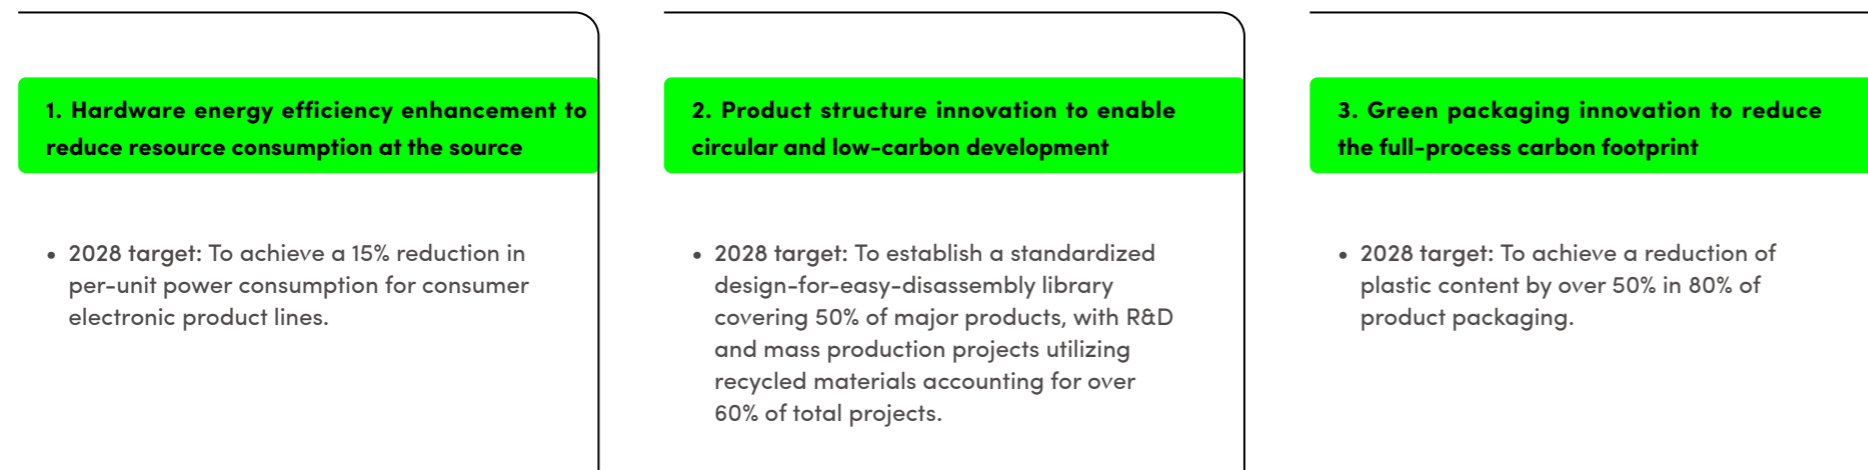 1. Hardware energy efficiency enhancement to
reduce resource consumption at the source
• 2028 target: To achieve a 15% reduction in
per-unit power consumption for consumer
electronic product lines.
2. Product structure innovation to enable
circular and low-carbon development
• 2028 target: To establish a standardized
design-for-easy-disassembly library
covering 50% of major products, with R&D
and mass production projects utilizing
recycled materials accounting for over
60% of total projects.
3. Green packaging innovation to reduce
the full-process carbon footprint
• 2028 target: To achieve a reduction of
plastic content by over 50% in 80% of
product packaging.